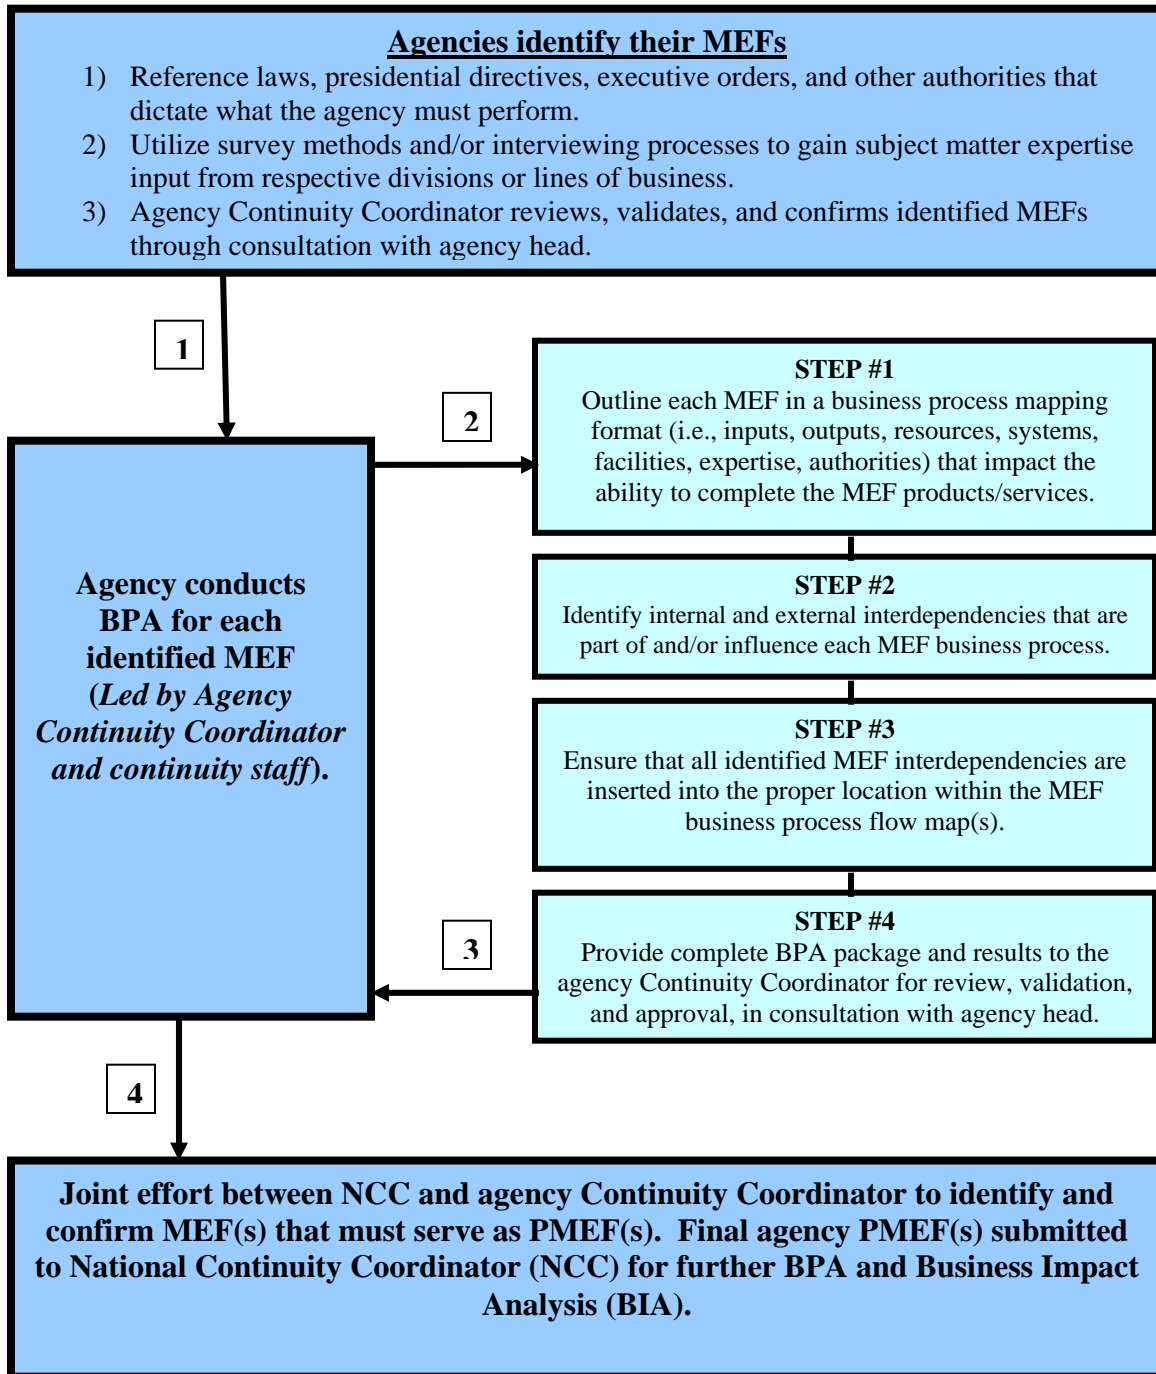 Agencies identify their MEFs
1) Reference laws, presidential directives, executive orders, and other authorities that
dictate what the agency must perform.
2) Utilize survey methods and/or interviewing processes to gain subject matter expertise
input from respective divisions or lines of business.
3) Agency Continuity Coordinator reviews, validates, and confirms identified MEFs
through consultation with agency head.
1
2
STEP #1
Outline each MEF in a business process mapping
format (i.e., inputs, outputs, resources, systems,
facilities, expertise, authorities) that impact the
ability to complete the MEF products/services.
Agency conducts
BPA for each
identified MEF
(Led by Agency
Continuity Coordinator
and continuity staff).
STEP #2
Identify internal and external interdependencies that are
part of and/or influence each MEF business process.
STEP #3
Ensure that all identified MEF interdependencies are
inserted into the proper location within the MEF
business process flow map(s).
3
STEP #4
Provide complete BPA package and results to the
agency Continuity Coordinator for review, validation,
and approval, in consultation with agency head.
4
Joint effort between NCC and agency Continuity Coordinator to identify and
confirm MEF(s) that must serve as PMEF(s).  Final agency PMEF(s) submitted
to National Continuity Coordinator (NCC) for further BPA and Business Impact
Analysis (BIA).